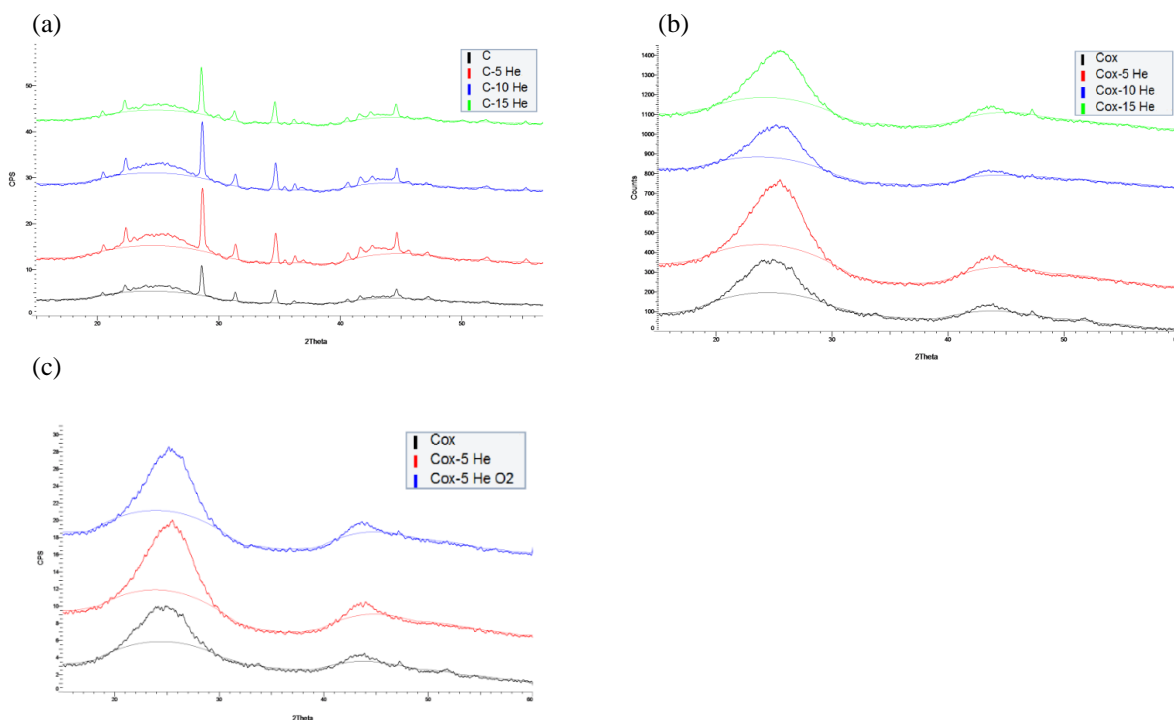 (a)
C
C-5 He
C-10 He
C-15 He
CPS
50
40
30
20
10
0
20
30
40
50
2Theta
(b)
Cox
Cox-5 He
Cox-10 He
Cox-15 He
Counts
1400
1300
1200
1100
1000
900
800
700
600
500
400
300
200
100
0
20
30
40
50
2Theta
(c)
Cox
Cox-5 He
Cox-5 He O2
CPS
30
28
26
24
22
20
18
16
14
12
10
8
6
4
2
0
20
30
40
50
60
2Theta